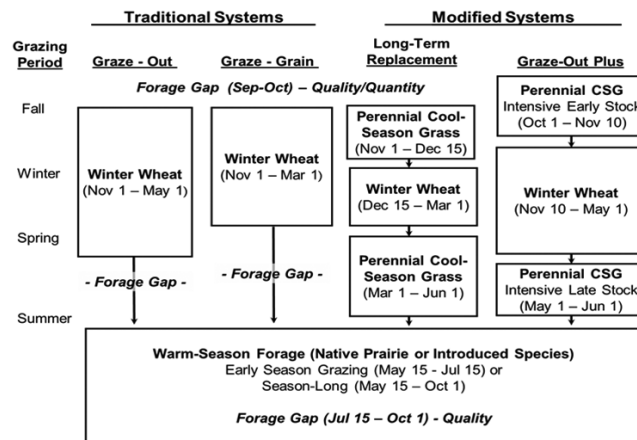 Traditional Systems
Modified Systems
Grazing
Period
Graze - Out
Graze - Grain
Long-Term
Replacement
Graze-Out Plus
Forage Gap (Sep-Oct) – Quality/Quantity
Fall
Winter
Spring
Summer
Winter Wheat
(Nov 1 – May 1)
- Forage Gap -
Winter Wheat
(Nov 1 – Mar 1)
- Forage Gap -
Perennial Cool-
Season Grass
(Nov 1 – Dec 15)
Winter Wheat
(Dec 15 – Mar 1)
Perennial Cool-
Season Grass
(Mar 1 – Jun 1)
Perennial CSG
Intensive Early Stock
(Oct 1 – Nov 10)
Winter Wheat
(Nov 10 – May 1)
Perennial CSG
Intensive Late Stock
(May 1 – Jun 1)
Warm-Season Forage (Native Prairie or Introduced Species)
Early Season Grazing (May 15 - Jul 15) or
Season-Long (May 15 – Oct 1)
Forage Gap (Jul 15 – Oct 1) - Quality